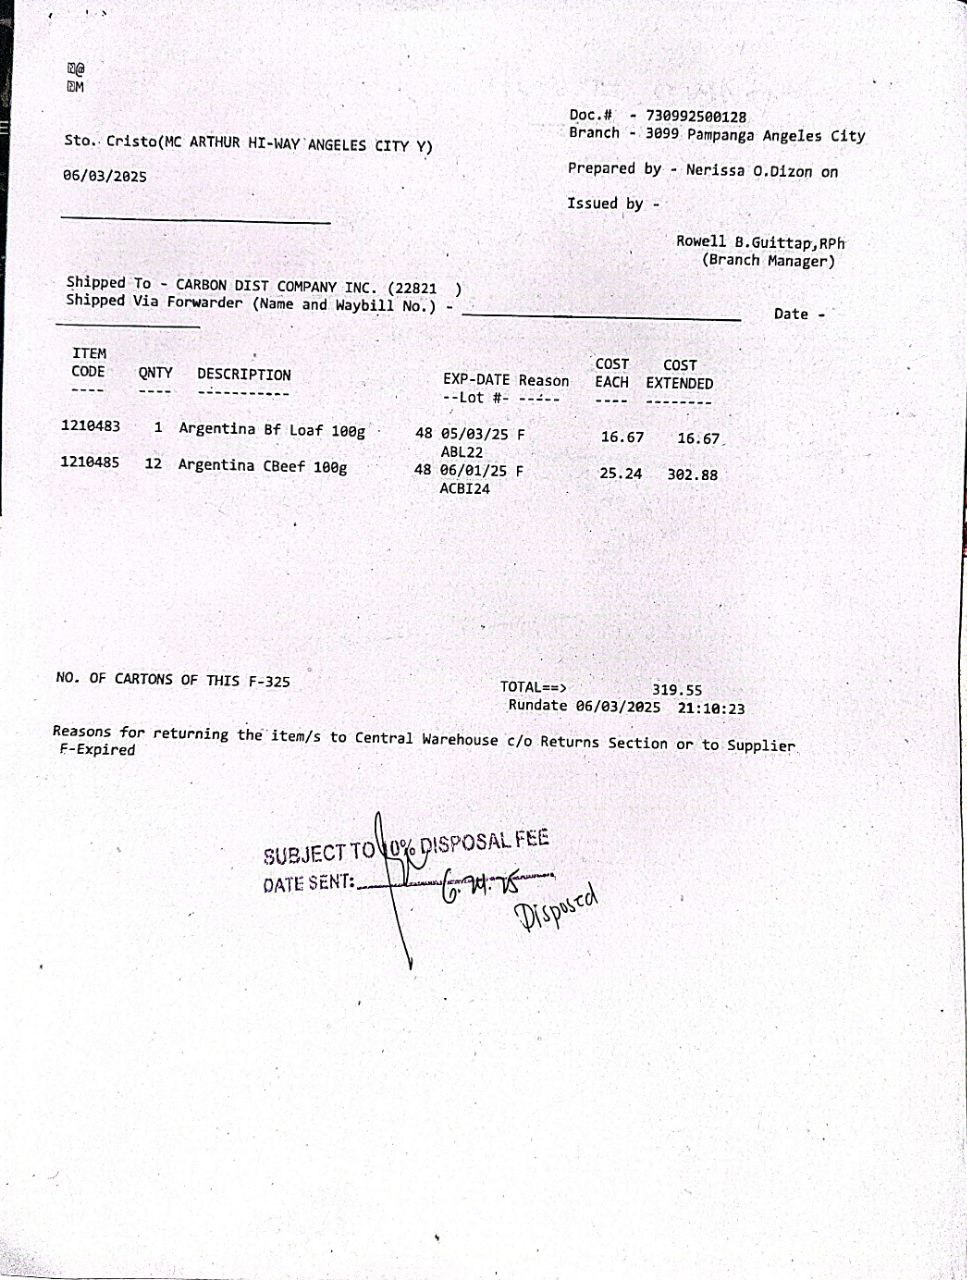 @
M
Doc.# - 730992500128
Branch - 3099 Pampanga Angeles City
Sto. Cristo(MC ARTHUR HI-WAY ANGELES CITY Y)
Prepared by - Nerissa O.Dizon on
06/03/2025
Issued by -
Rowell B.Guittap,RPh
(Branch Manager)
Shipped To - CARBON DIST COMPANY INC. (22821 )
Shipped Via Forwarder (Name and Waybill No.) - Date -
ITEM CODE QNTY DESCRIPTION EXP-DATE Reason COST EACH COST EXTENDED
--Lot #- -----
1210483 1 Argentina Bf Loaf 100g 48 05/03/25 F 16.67 16.67
ABL22
1210485 12 Argentina CBeef 100g 48 06/01/25 F 25.24 302.88
ACBI24
NO. OF CARTONS OF THIS F-325 TOTAL==> 319.55
Rundate 06/03/2025 21:10:23
Reasons for returning the item/s to Central Warehouse c/o Returns Section or to Supplier
F-Expired
SUBJECT TO 10% DISPOSAL FEE
DATE SENT:
Disposed